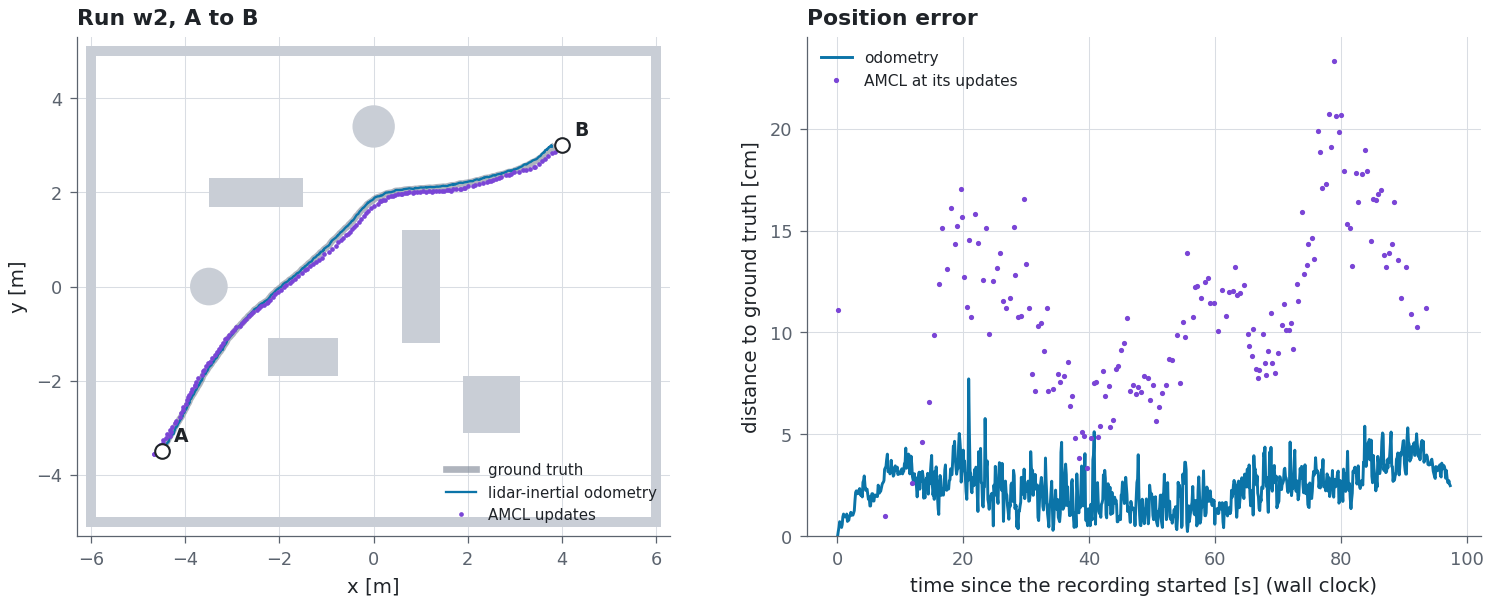 Run w2, A to B
4
2
0
−2
−4
−6
−4
−2
0
2
4
6
x [m]
y [m]
A
B
ground truth
lidar-inertial odometry
AMCL updates
Position error
odometry
AMCL at its updates
20
15
10
5
0
0
20
40
60
80
100
time since the recording started [s] (wall clock)
distance to ground truth [cm]